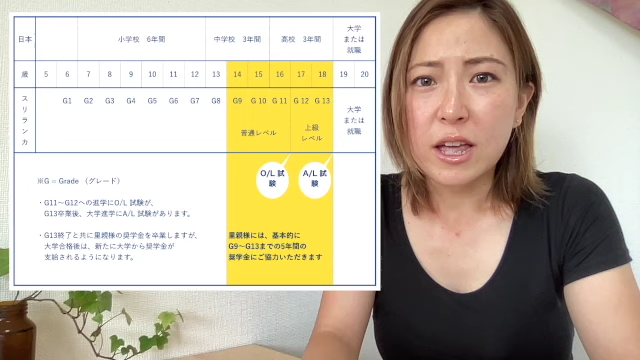 日本
小学校 6年間
中学校 3年間
高校 3年間
大学
または
就職
歳 5 6 7 8 9 10 11 12 13 14 15 16 17 18 19 20
スリランカ
G1 G2 G3 G4 G5 G6 G7 G8 G9 G 10 G 11 G 12 G 13
普通レベル
上級
レベル
大学
または
就職
O/L 試
験
A/L 試
験
※G = Grade （グレード）
・G11〜G12への進学にO/L 試験が、
G13卒業後、大学進学にA/L 試験があります。
・G13終了と共に里親様の奨学金を卒業しますが、
大学合格後は、新たに大学から奨学金が
支給されるようになります。
里親様には、基本的に
G9〜G13までの5年間の
奨学金にご協力いただきます